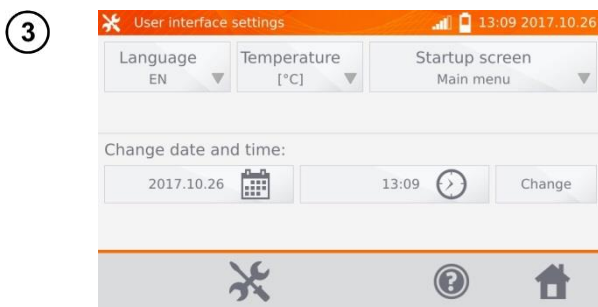 3
User interface settings
13:09 2017.10.26
Language
EN
Temperature
[°C]
Startup screen
Main menu
Change date and time:
2017.10.26
13:09
Change
?